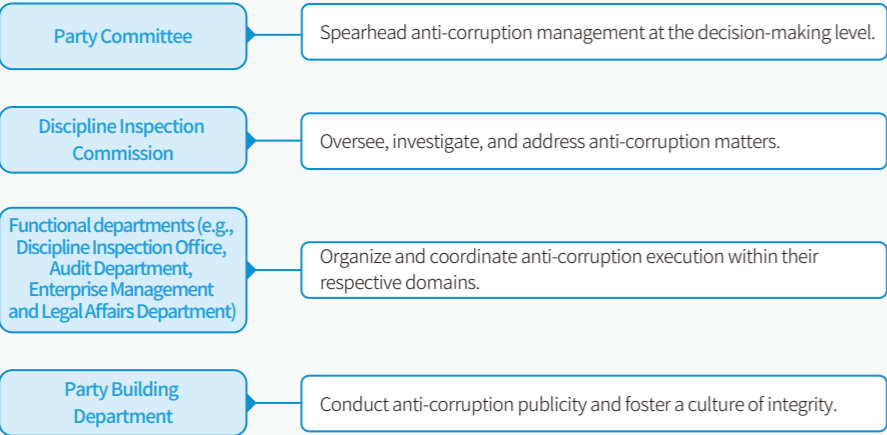 Party Committee
Spearhead anti-corruption management at the decision-making level.
Discipline Inspection
Commission
Oversee, investigate, and address anti-corruption matters.
Functional departments (e.g.,
Discipline Inspection Office,
Audit Department,
Enterprise Management
and Legal Affairs Department)
Organize and coordinate anti-corruption execution within their
respective domains.
Party Building
Department
Conduct anti-corruption publicity and foster a culture of integrity.